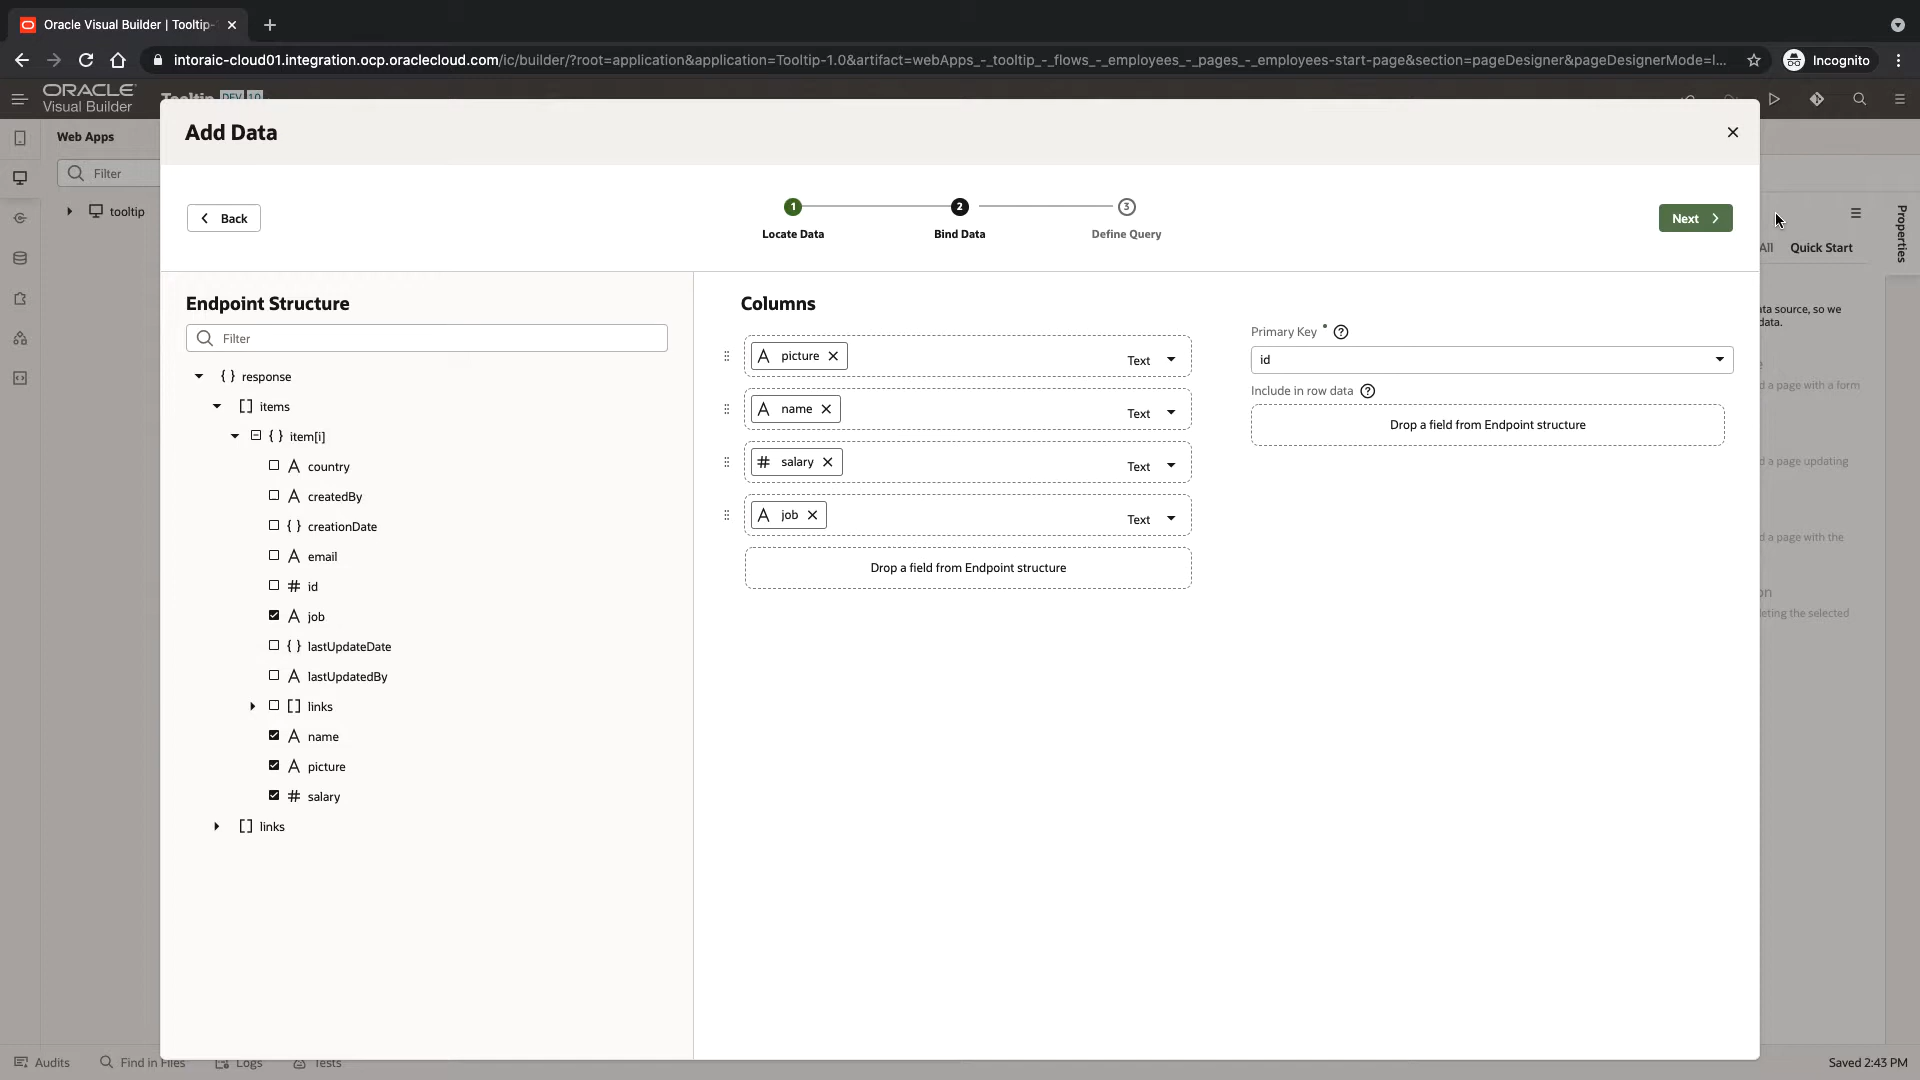 Oracle Visual Builder | Tooltip-
intoraic-cloud01.integration.ocp.oraclecloud.com/ic/builder/?root=application&application=Tooltip-1.0&artifact=webApps_-_tooltip_-_flows_-_employees_-_pages_-_employees-start-page&section=pageDesigner&pageDesignerMode=l...
Incognito
ORACLE
Visual Builder
Tooltip DEV 1.0
Web Apps
Filter
tooltip
Add Data
Back
1
2
3
Locate Data
Bind Data
Define Query
Next
All
Quick Start
Properties
Endpoint Structure
Filter
{ } response
[ ] items
{ } item[i]
A country
A createdBy
{ } creationDate
A email
# id
A job
{ } lastUpdateDate
A lastUpdatedBy
[ ] links
A name
A picture
# salary
[ ] links
Columns
A picture Text
A name Text
# salary Text
A job Text
Drop a field from Endpoint structure
Primary Key *
id
Include in row data
Drop a field from Endpoint structure
ata source, so we
data.
d a page with a form
d a page updating
d a page with the
on
leting the selected
Audits
Find in Files
Logs
Tests
Saved 2:43 PM